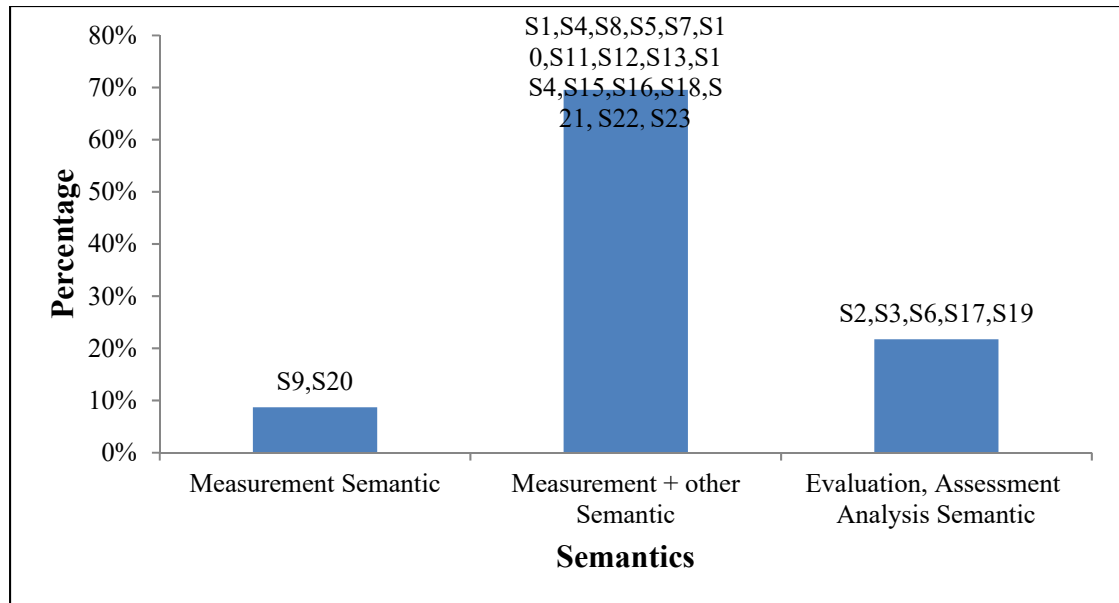 80%
70%
60%
50%
40%
30%
20%
10%
0%
Percentage
S1,S4,S8,S5,S7,S1
0,S11,S12,S13,S1
S4,S15,S16,S18,S
21, S22, S23
S9,S20
S2,S3,S6,S17,S19
Measurement Semantic
Measurement + other
Semantic
Evaluation, Assessment
Analysis Semantic
Semantics